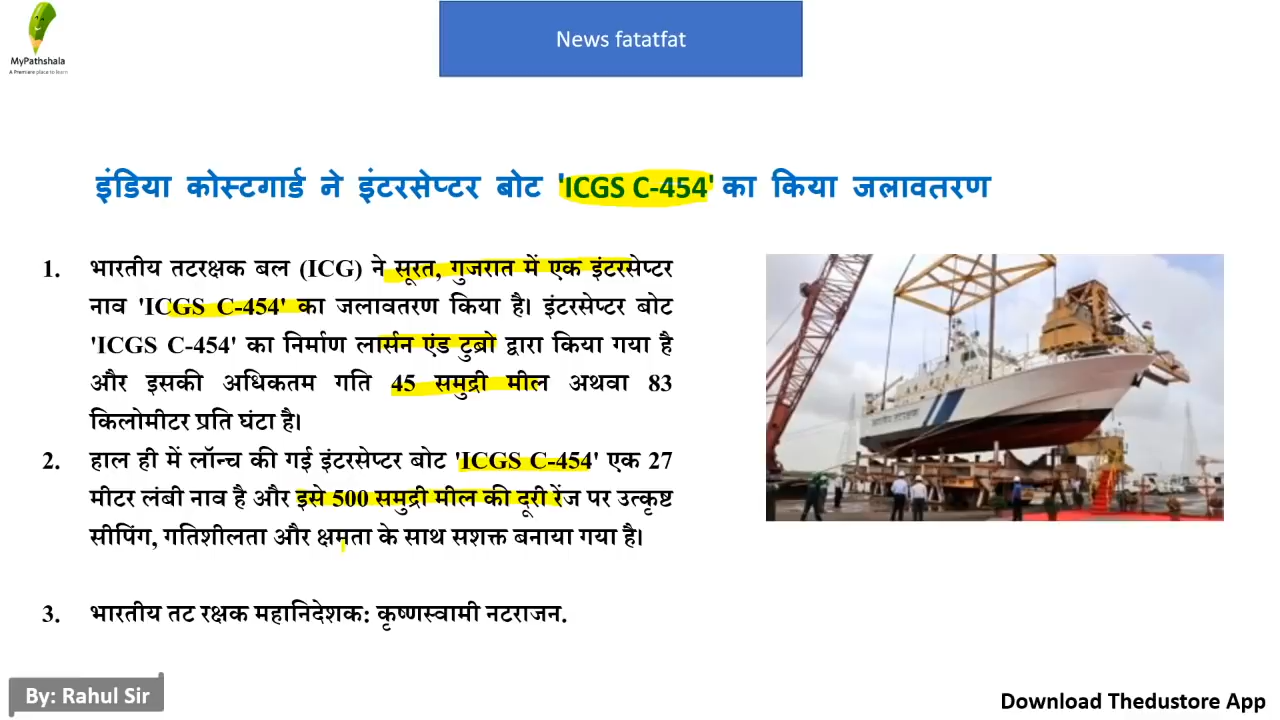 MyPathshala
A Premiere place to learn
News fatatfat
इंडिया कोस्टगार्ड ने इंटरसेप्टर बोट 'ICGS C-454' का किया जलावतरण
1. भारतीय तटरक्षक बल (ICG) ने सूरत, गुजरात में एक इंटरसेप्टर
नाव 'ICGS C-454' का जलावतरण किया है। इंटरसेप्टर बोट
'ICGS C-454' का निर्माण लार्सन एंड टुब्रो द्वारा किया गया है
और इसकी अधिकतम गति 45 समुद्री मील अथवा 83
किलोमीटर प्रति घंटा है।
2. हाल ही में लॉन्च की गई इंटरसेप्टर बोट 'ICGS C-454' एक 27
मीटर लंबी नाव है और इसे 500 समुद्री मील की दूरी रेंज पर उत्कृष्ट
सीपिंग, गतिशीलता और क्षमता के साथ सशक्त बनाया गया है।
3. भारतीय तट रक्षक महानिदेशक: कृष्णस्वामी नटराजन.
By: Rahul Sir
Download Thedustore App